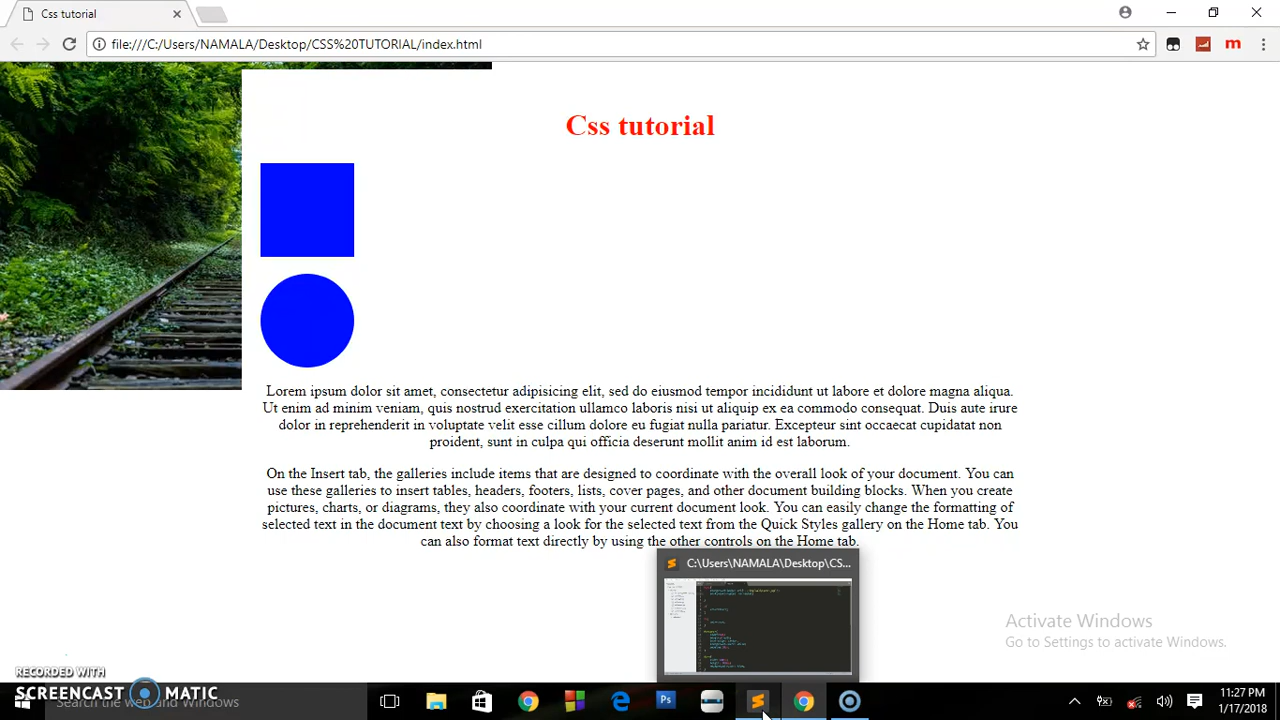 Css tutorial
file:///C:/Users/NAMALA/Desktop/CSS%20TUTORIAL/index.html
m
Css tutorial
Lorem ipsum dolor sit amet, consectetur adipisicing elit, sed do eiusmod tempor incididunt ut labore et dolore magna aliqua.
Ut enim ad minim veniam, quis nostrud exercitation ullamco laboris nisi ut aliquip ex ea commodo consequat. Duis aute irure
dolor in reprehenderit in voluptate velit esse cillum dolore eu fugiat nulla pariatur. Excepteur sint occaecat cupidatat non
proident, sunt in culpa qui officia deserunt mollit anim id est laborum.
On the Insert tab, the galleries include items that are designed to coordinate with the overall look of your document. You can
use these galleries to insert tables, headers, footers, lists, cover pages, and other document building blocks. When you create
pictures, charts, or diagrams, they also coordinate with your current document look. You can easily change the formatting of
selected text in the document text by choosing a look for the selected text from the Quick Styles gallery on the Home tab. You
can also format text directly by using the other controls on the Home tab.
C:\Users\NAMALA\Desktop\CS...
Activate Windows
Go to Settings to activate Windows.
RECORDED WITH
SCREENCAST MATIC
Search the web and Windows
Ps
11:27 PM
1/17/2018